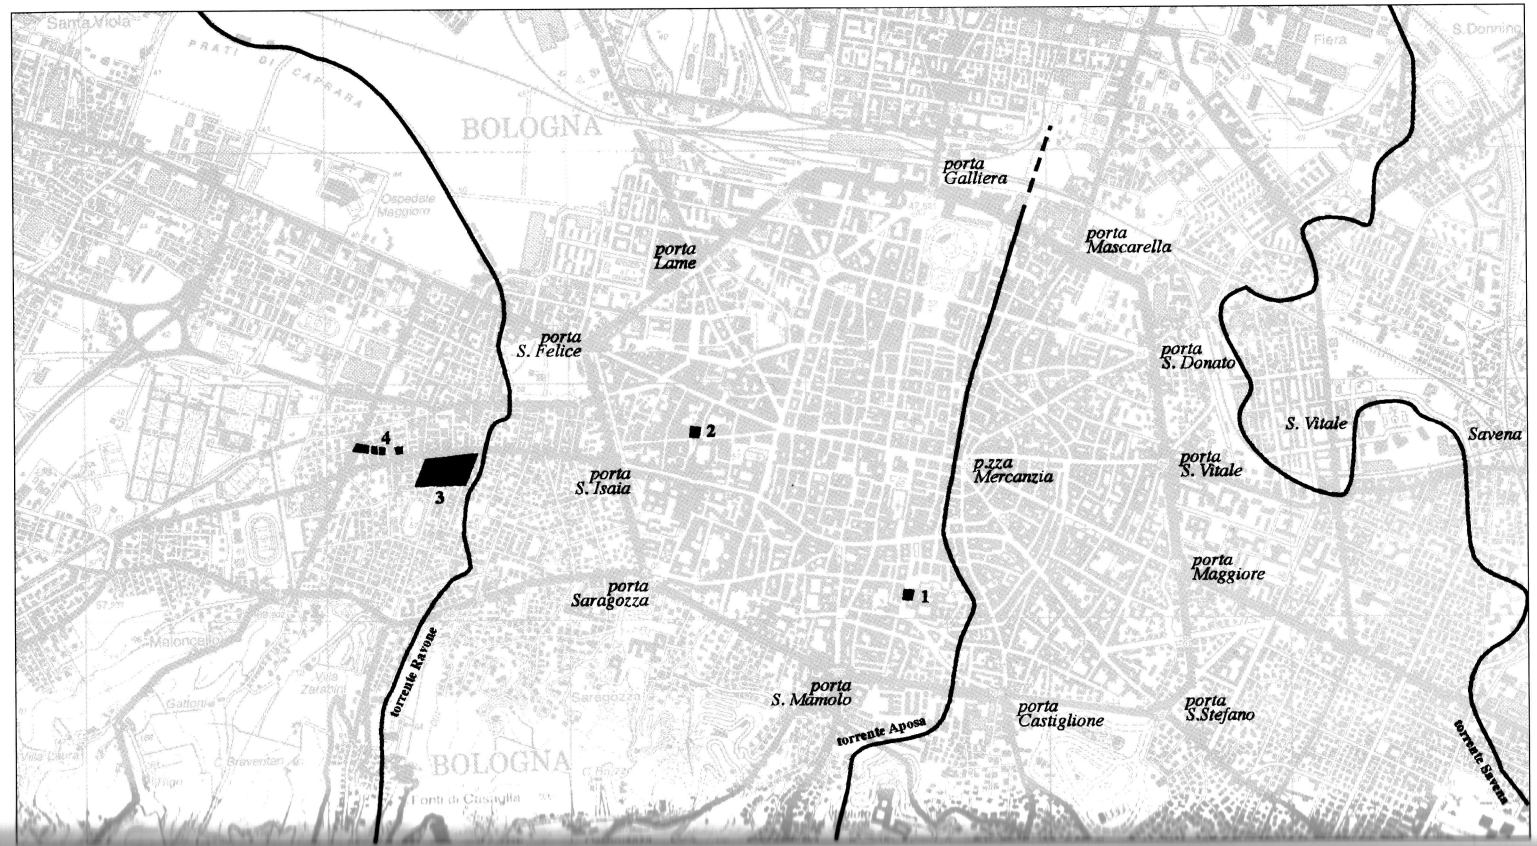 Santa Viola
PRATI DI CAPRARA
Fiera
S. Donnino
BOLOGNA
porta
Galliera
Ospedale
Maggiore
porta
Mascarella
porta
Lame
porta
S. Felice
porta
S. Donato
S. Vitale
Savena
4
2
3
porta
S. Isaia
p.zza
Mercanzia
porta
S. Vitale
porta
Maggiore
porta
Saragozza
1
Meloncello
torrente Ravone
Villa
Zarabini
Gattoni
porta
S. Mamolo
porta
Castiglione
porta
S.Stefano
torrente Aposa
torrente Savena
BOLOGNA
Fonti di Casaglia